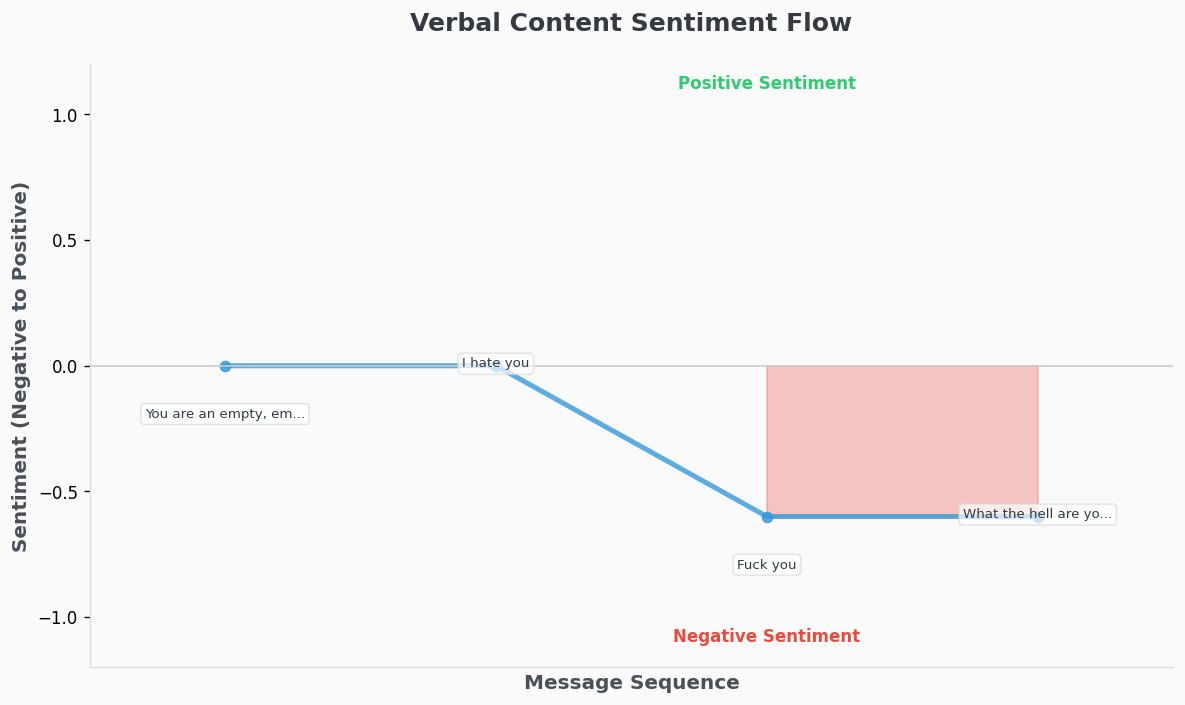 Verbal Content Sentiment Flow
Positive Sentiment
1.0
0.5
0.0
−0.5
−1.0
Sentiment (Negative to Positive)
You are an empty, em...
I hate you
Fuck you
What the hell are yo...
Negative Sentiment
Message Sequence